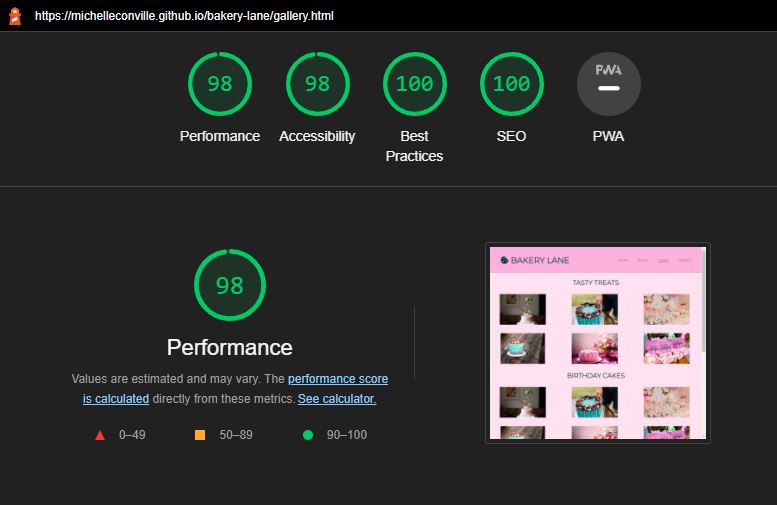 https://michelleconville.github.io/bakery-lane/gallery.html
98
98
100
100
PWA
Performance
Accessibility
Best
Practices
SEO
PWA
98
Performance
Values are estimated and may vary. The performance score
is calculated directly from these metrics. See calculator.
0–49
50–89
90–100
BAKERY LANE
TASTY TREATS
BIRTHDAY CAKES